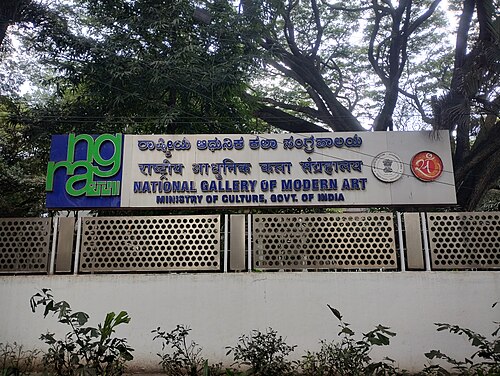 ngma
ರಾಷ್ಟ್ರೀಯ ಆಧುನಿಕ ಕಲಾ ಸಂಗ್ರಹಾಲಯ
राष्ट्रीय आधुनिक कला संग्रहालय
NATIONAL GALLERY OF MODERN ART
MINISTRY OF CULTURE, GOVT. OF INDIA